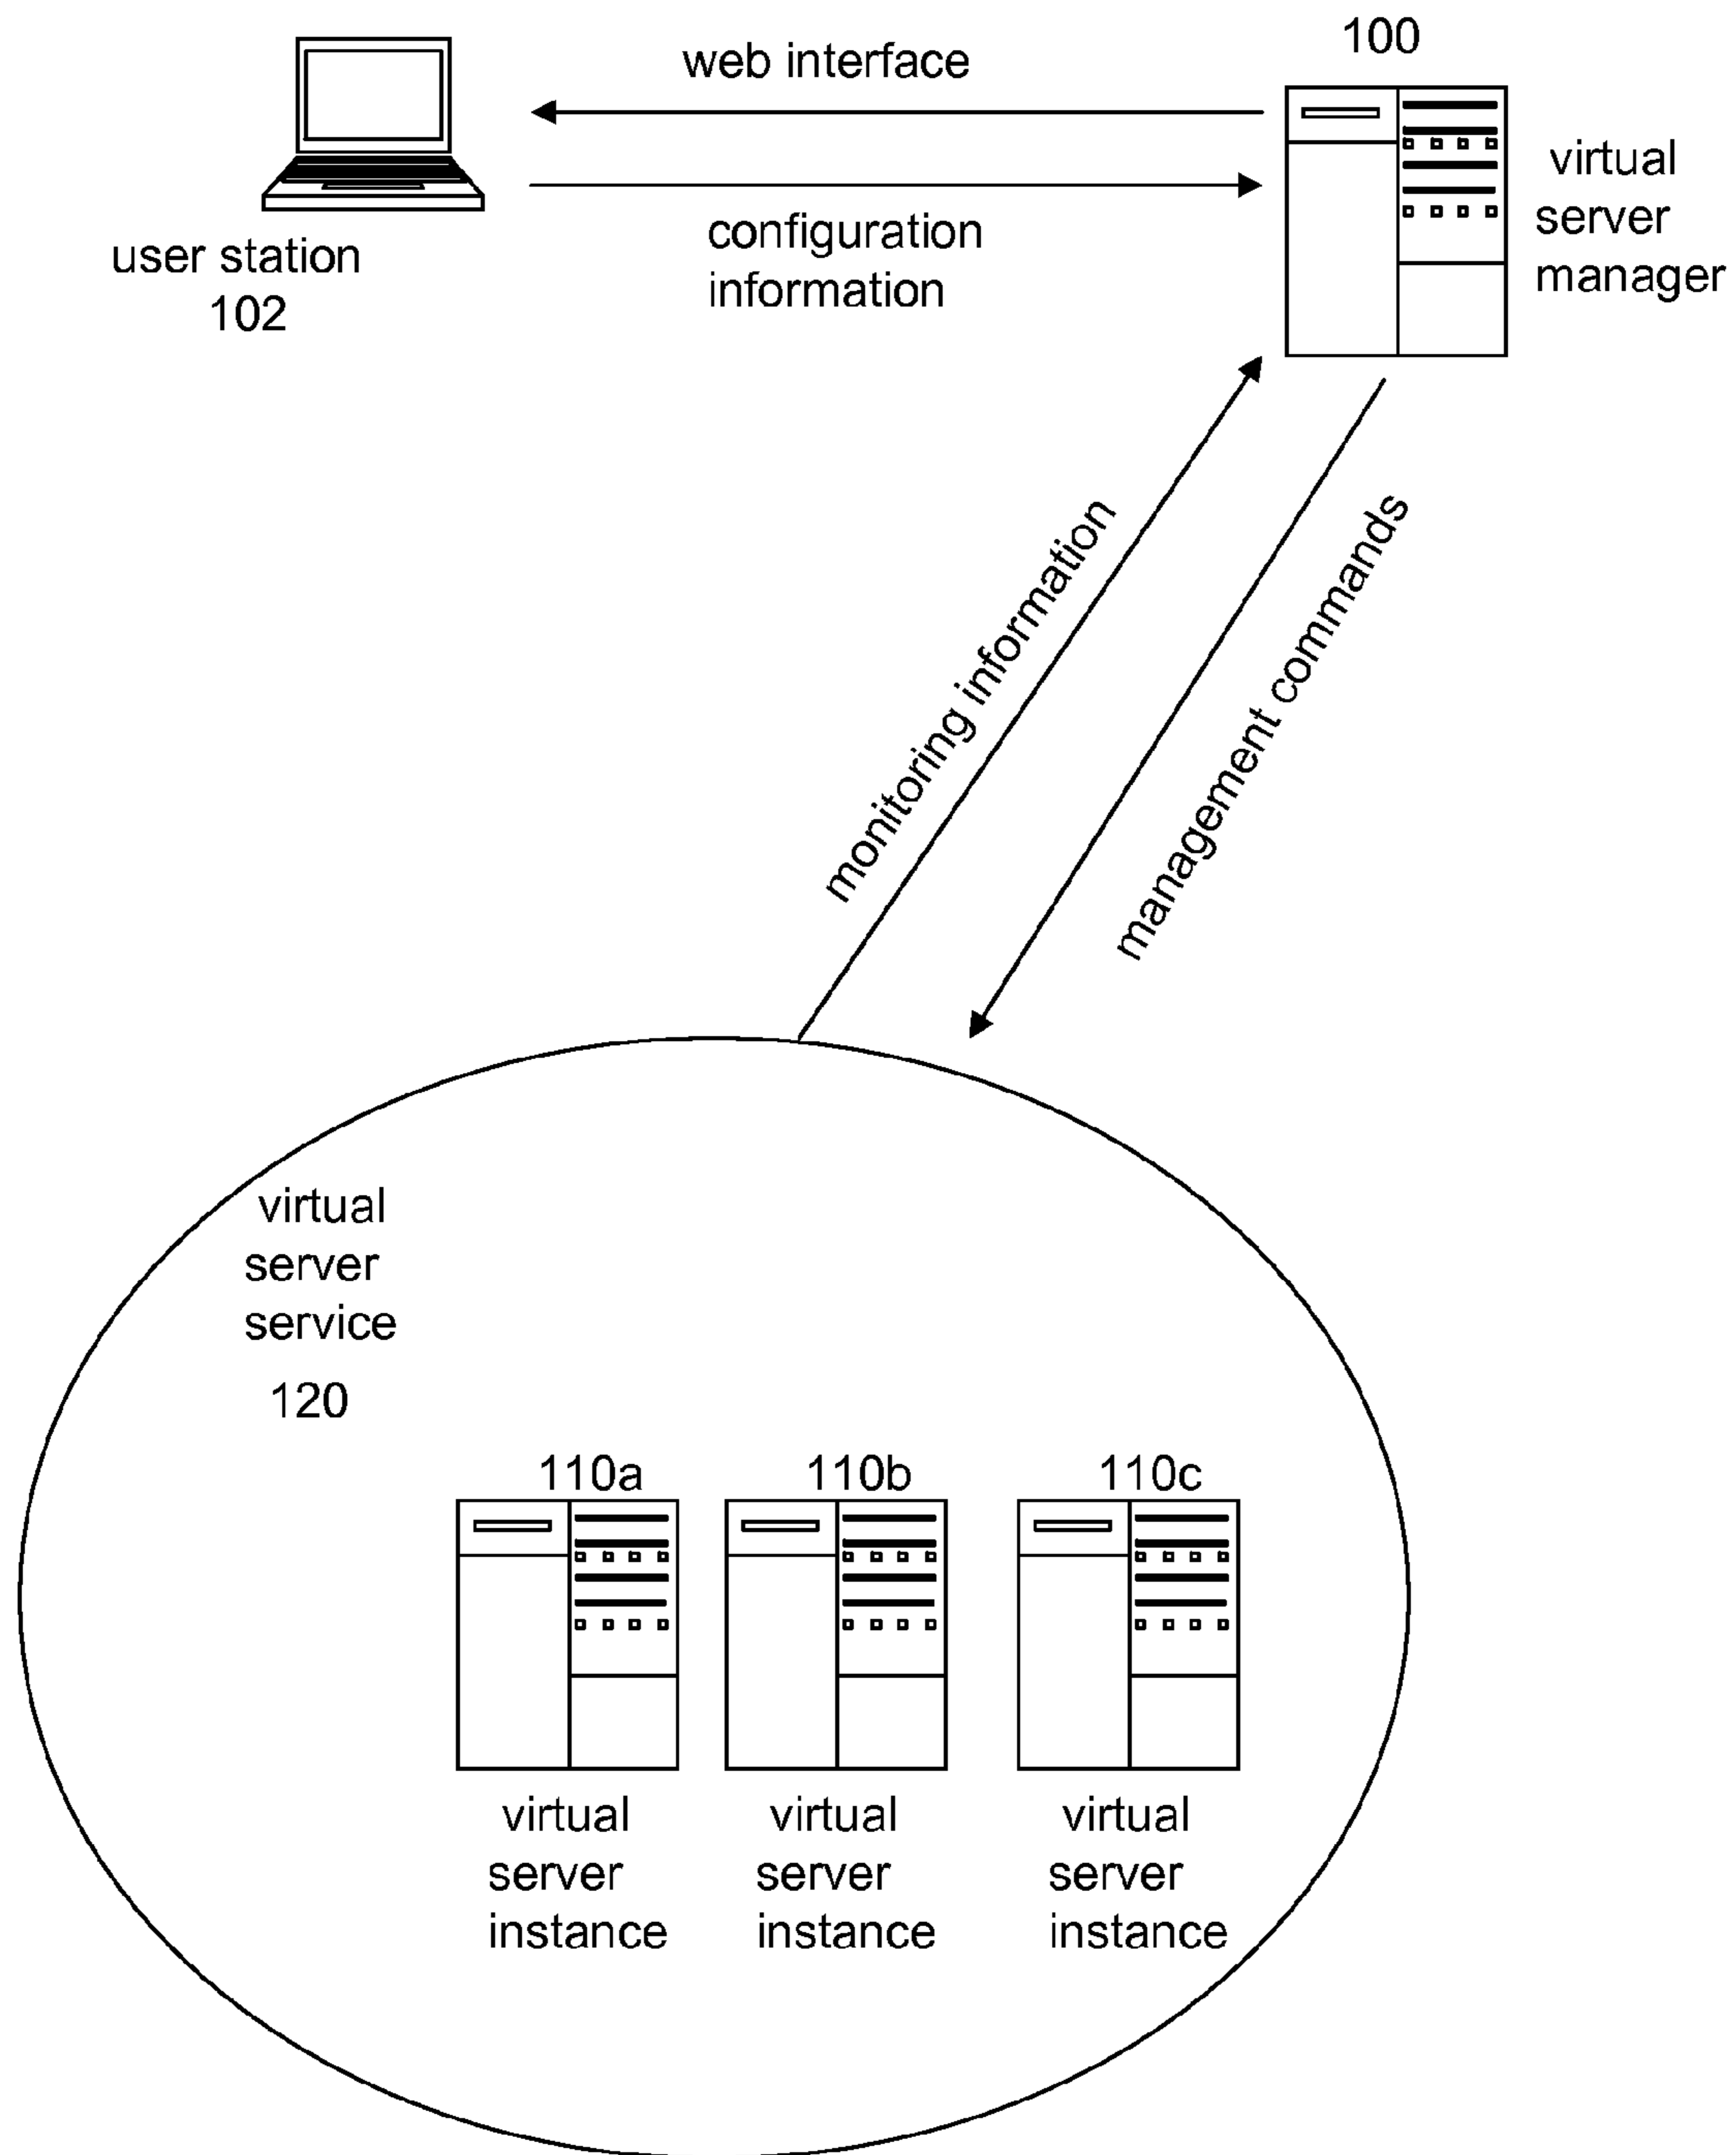 100
web interface
virtual
server
manager
configuration
information
user station
102
monitoring information
management commands
virtual
server
service
120
110a
110b
110c
virtual
server
instance
virtual
server
instance
virtual
server
instance